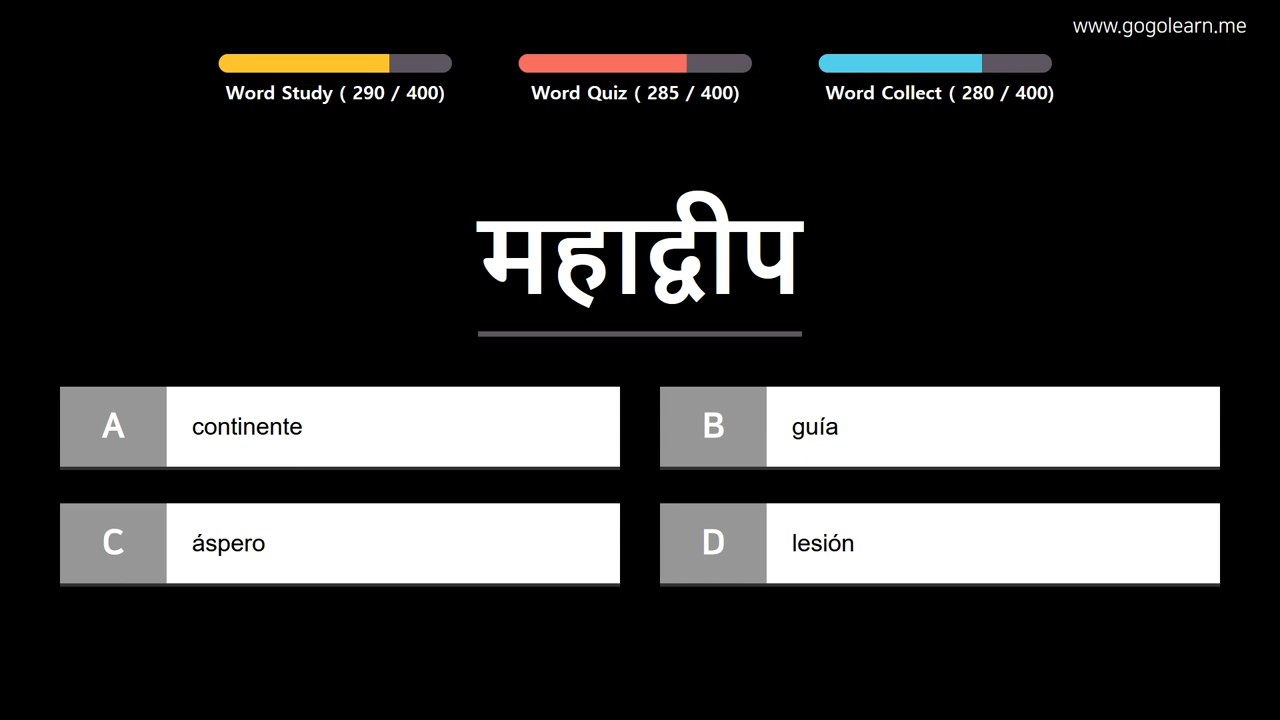 www.gogolearn.me
Word Study ( 290 / 400)
Word Quiz ( 285 / 400)
Word Collect ( 280 / 400)
महाद्वीप
A continente
B guía
C áspero
D lesión